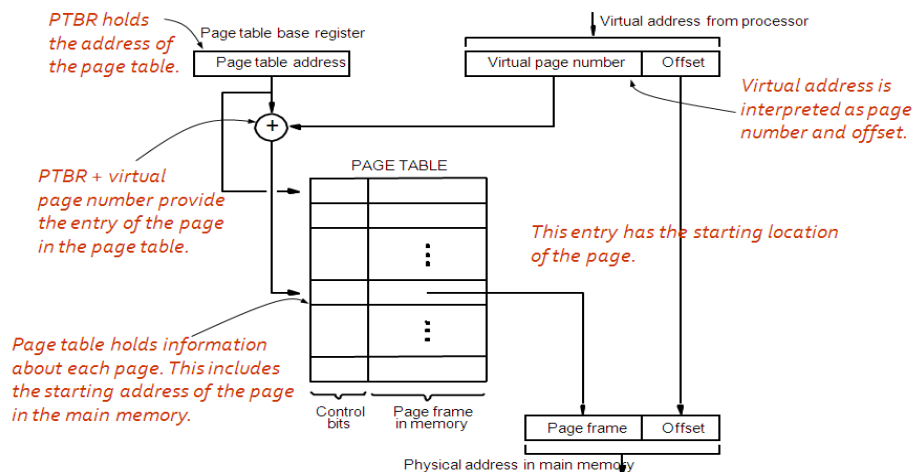 PTBR holds
the address of
the page table.
Page table base register
Page table address
Virtual address from processor
Virtual page number
Offset
Virtual address is
interpreted as page
number and offset.
+
PTBR + virtual
page number provide
the entry of the page
in the page table.
PAGE TABLE
This entry has the starting location
of the page.
Page table holds information
about each page. This includes
the starting address of the page
in the main memory.
Control
bits
Page frame
in memory
Page frame
Offset
Physical address in main memory